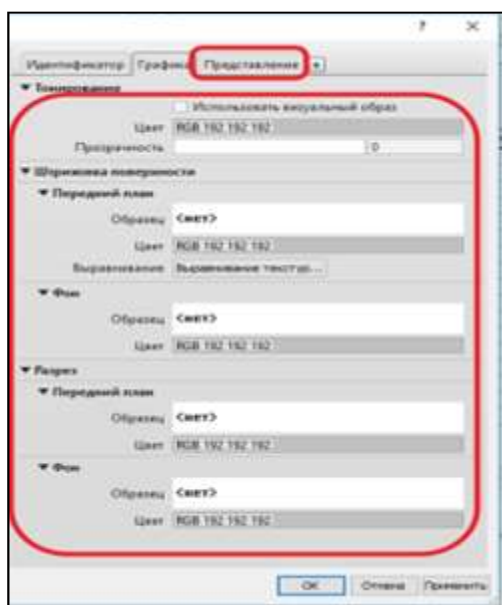 ? ×
Идентификатор Графика Представление +
▼ Тонирование
Использовать визуальный образ
Цвет RGB 192 192 192
Прозрачность 0
▼ Штриховка поверхности
▼ Передний план
Образец <нет>
Цвет RGB 192 192 192
Выравнивание Выравнивание текстур...
▼ Фон
Образец <нет>
Цвет RGB 192 192 192
▼ Разрез
▼ Передний план
Образец <нет>
Цвет RGB 192 192 192
▼ Фон
Образец <нет>
Цвет RGB 192 192 192
ОК Отмена Применить